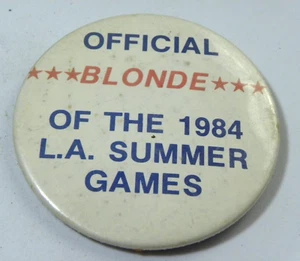 OFFICIAL
★★★BLONDE★★★
OF THE 1984
L.A. SUMMER
GAMES